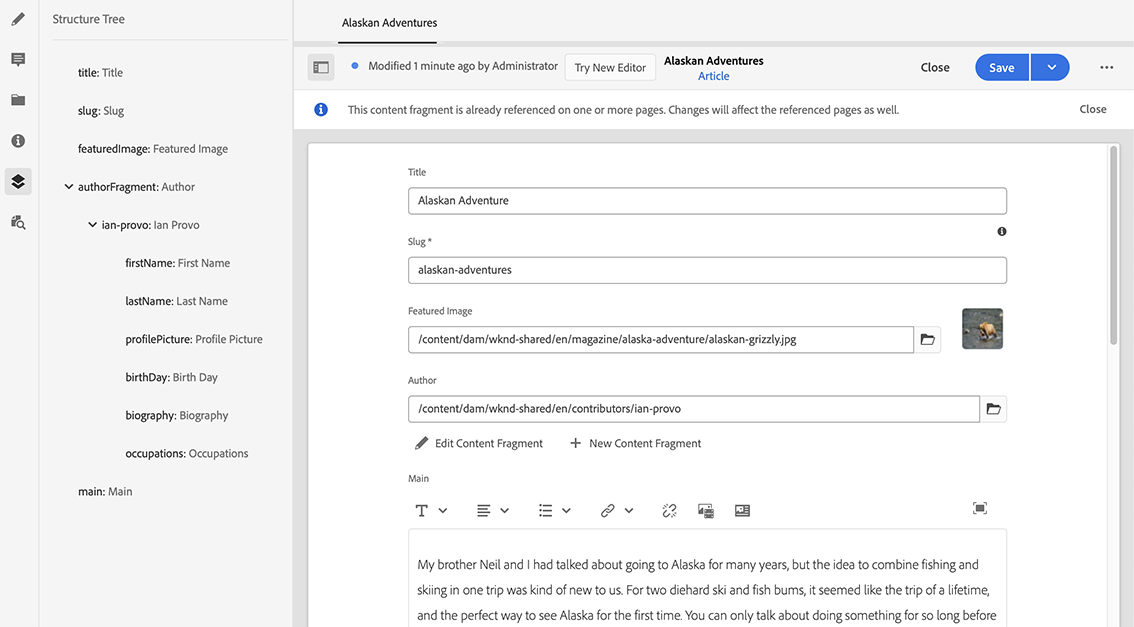 Structure Tree
title: Title
slug: Slug
featuredImage: Featured Image
authorFragment: Author
ian-provo: Ian Provo
firstName: First Name
lastName: Last Name
profilePicture: Profile Picture
birthDay: Birth Day
biography: Biography
occupations: Occupations
main: Main
Alaskan Adventures
Modified 1 minute ago by Administrator
Try New Editor
Alaskan Adventures
Article
Close
Save
This content fragment is already referenced on one or more pages. Changes will affect the referenced pages as well.
Close
Title
Alaskan Adventure
Slug *
alaskan-adventures
Featured Image
/content/dam/wknd-shared/en/magazine/alaska-adventure/alaskan-grizzly.jpg
Author
/content/dam/wknd-shared/en/contributors/ian-provo
Edit Content Fragment
New Content Fragment
Main
My brother Neil and I had talked about going to Alaska for many years, but the idea to combine fishing and
skiing in one trip was kind of new to us. For two diehard ski and fish bums, it seemed like the trip of a lifetime,
and the perfect way to see Alaska for the first time. You can only talk about doing something for so long before